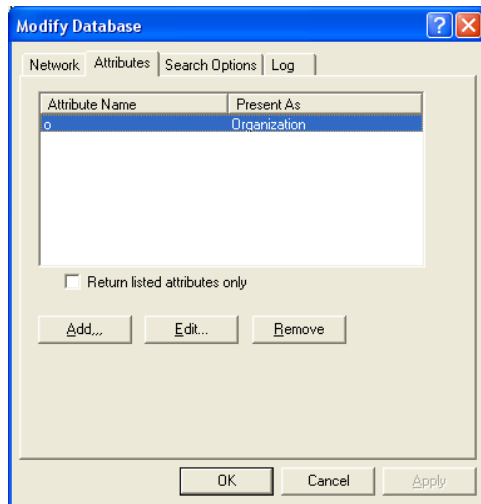 Modify Database
Network Attributes Search Options Log
Attribute Name Present As
o Organization
Return listed attributes only
Add,,, Edit... Remove
OK Cancel Apply